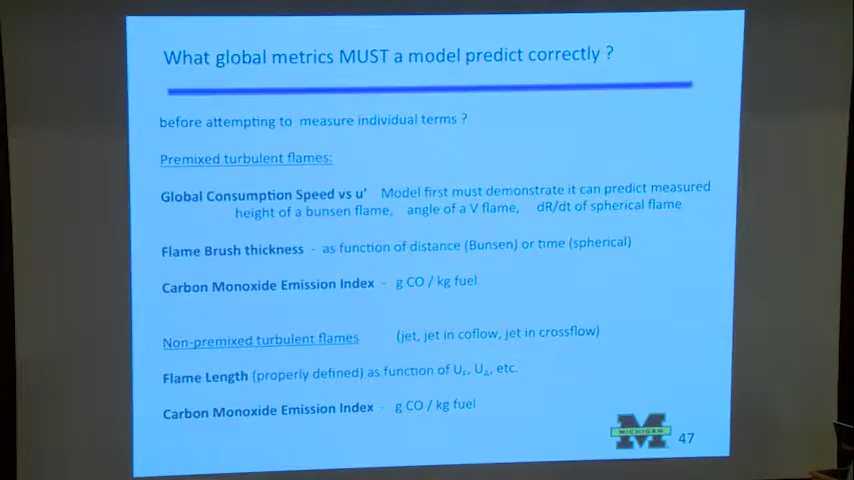 What global metrics MUST a model predict correctly ?
before attempting to measure individual terms ?
Premixed turbulent flames:
Global Consumption Speed vs u' Model first must demonstrate it can predict measured
height of a bunsen flame, angle of a V flame, dR/dt of spherical flame
Flame Brush thickness - as function of distance (Bunsen) or time (spherical)
Carbon Monoxide Emission Index - g CO / kg fuel
Non-premixed turbulent flames (jet, jet in coflow, jet in crossflow)
Flame Length (properly defined) as function of U_F, U_A, etc.
Carbon Monoxide Emission Index - g CO / kg fuel
M
MICHIGAN
47